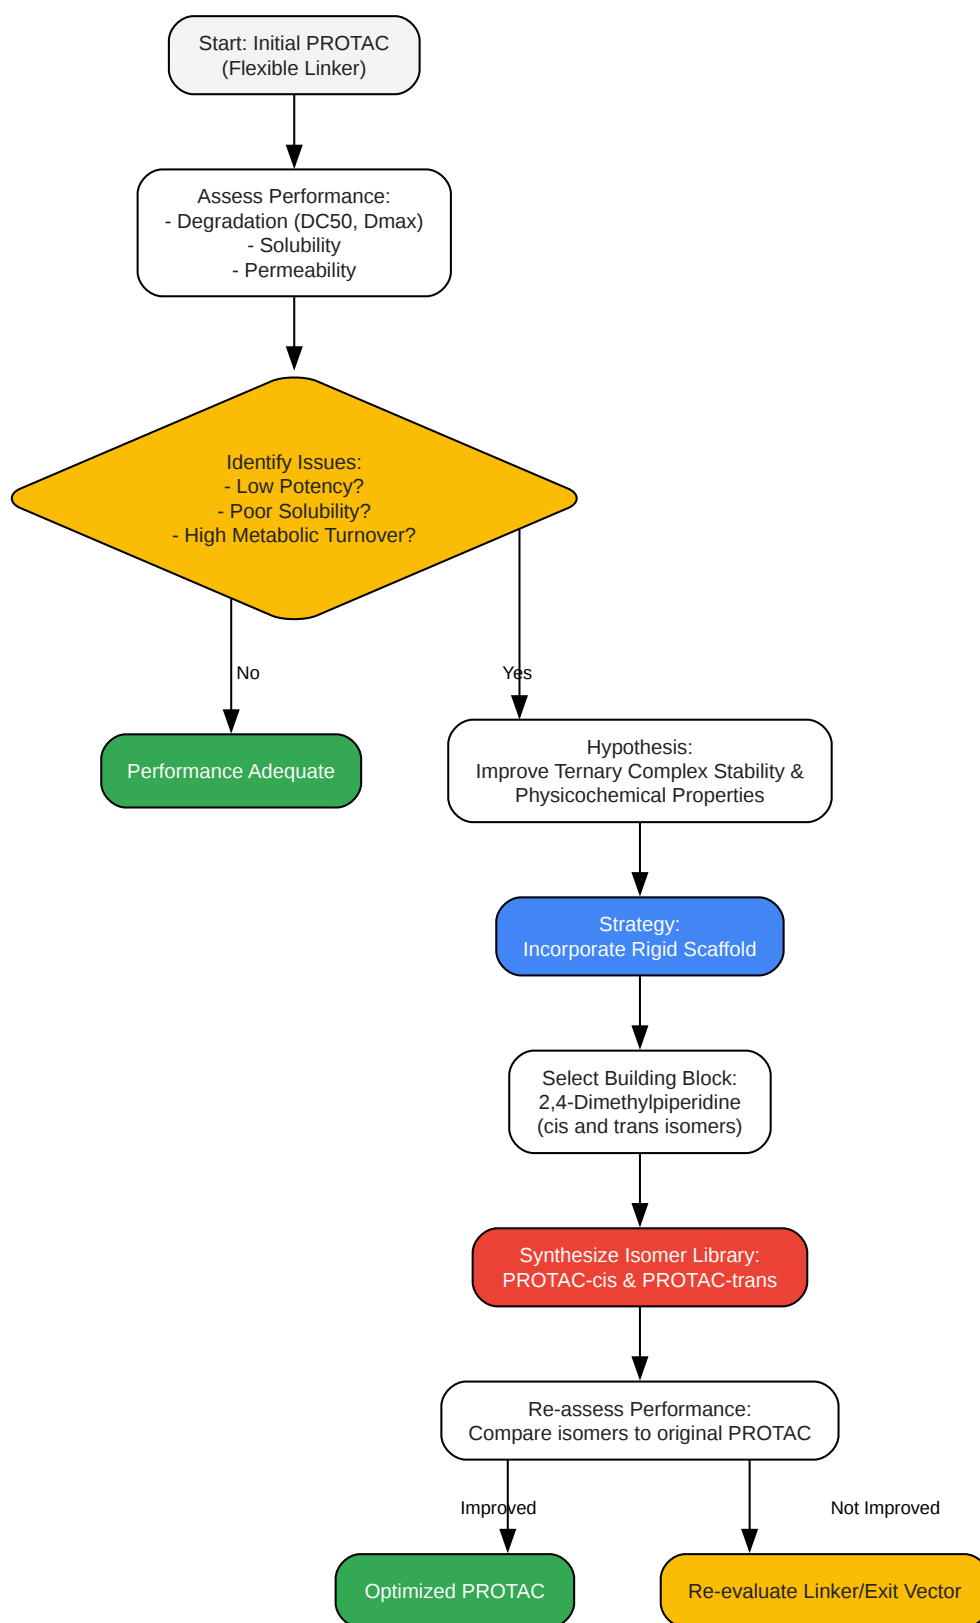 Start: Initial PROTAC
(Flexible Linker)
Assess Performance:
- Degradation (DC50, Dmax)
- Solubility
- Permeability
Identify Issues:
- Low Potency?
- Poor Solubility?
- High Metabolic Turnover?
No
Yes
Performance Adequate
Hypothesis:
Improve Ternary Complex Stability &
Physicochemical Properties
Strategy:
Incorporate Rigid Scaffold
Select Building Block:
2,4-Dimethylpiperidine
(cis and trans isomers)
Synthesize Isomer Library:
PROTAC-cis & PROTAC-trans
Re-assess Performance:
Compare isomers to original PROTAC
Improved
Not Improved
Optimized PROTAC
Re-evaluate Linker/Exit Vector